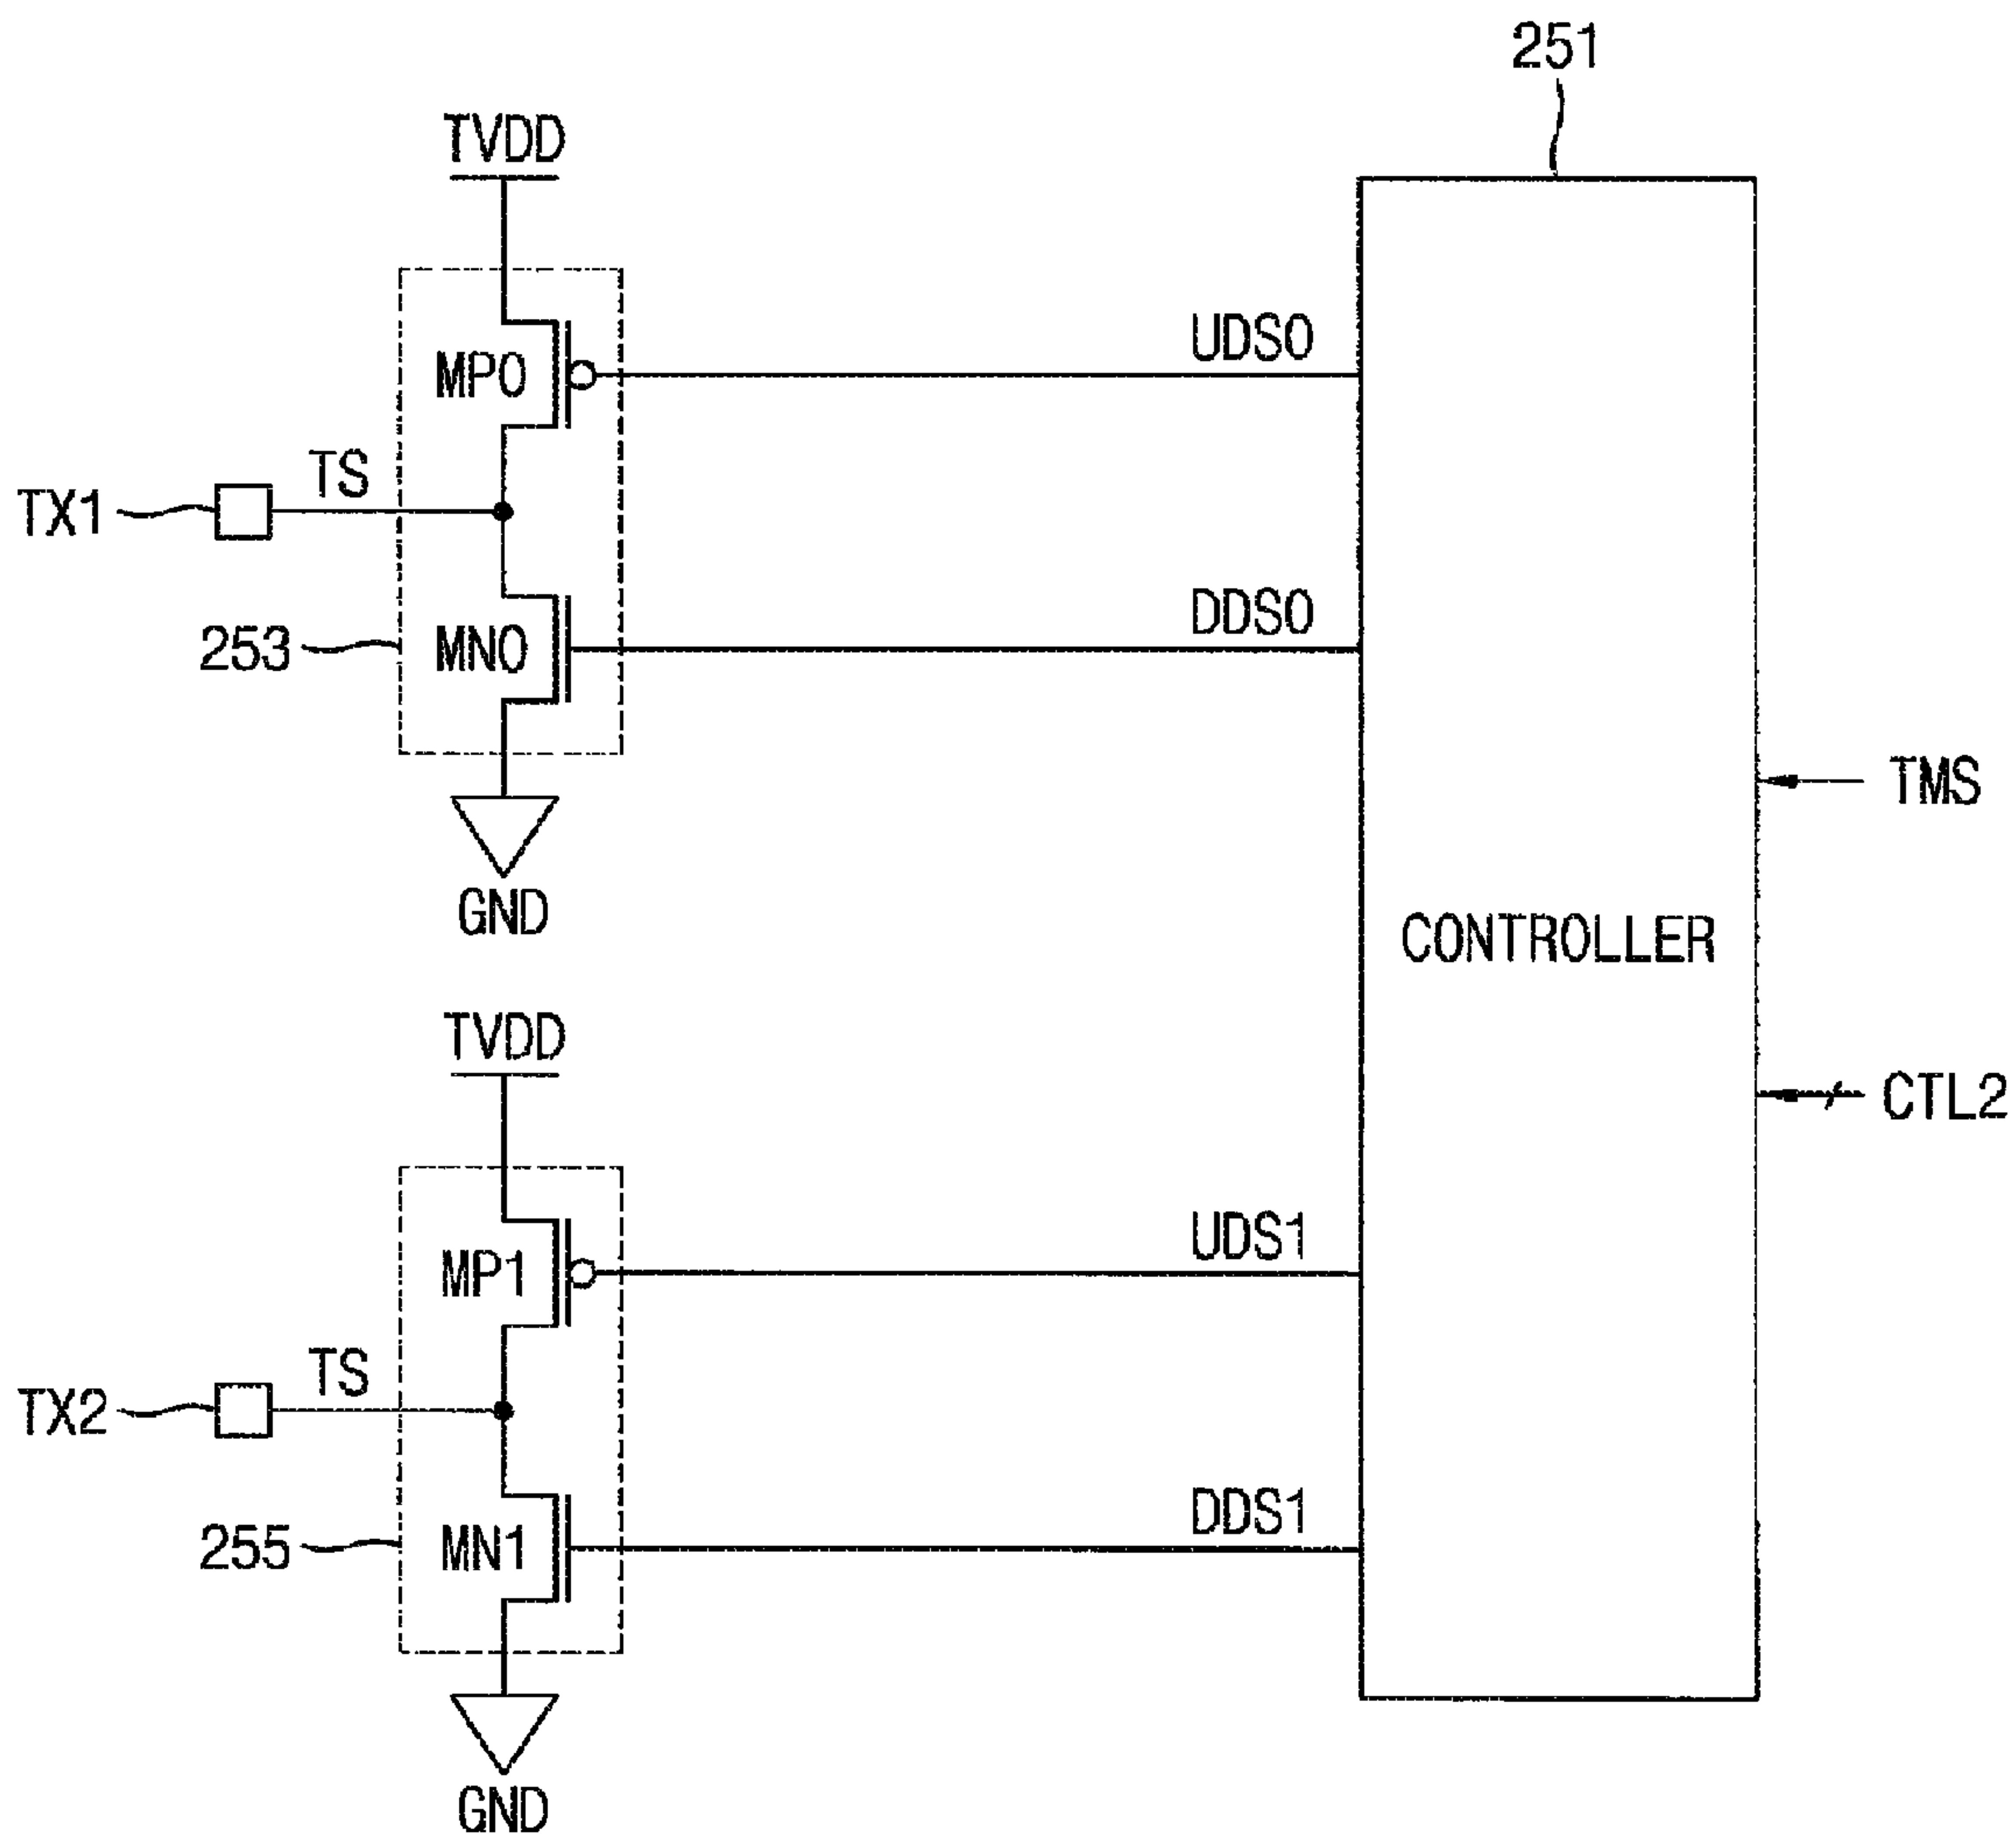 251
TVDD
UDS0
MP0
TS
TX1
DDS0
253
MN0
TMS
GND
CONTROLLER
TVDD
CTL2
UDS1
MP1
TS
TX2
DDS1
255
MN1
GND